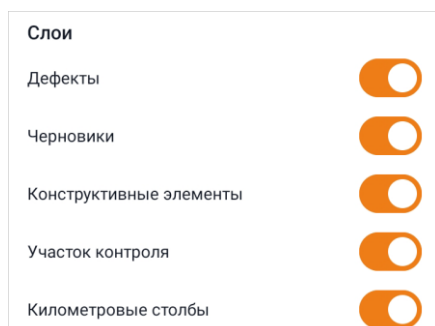 Слои
Дефекты
Черновики
Конструктивные элементы
Участок контроля
Километровые столбы